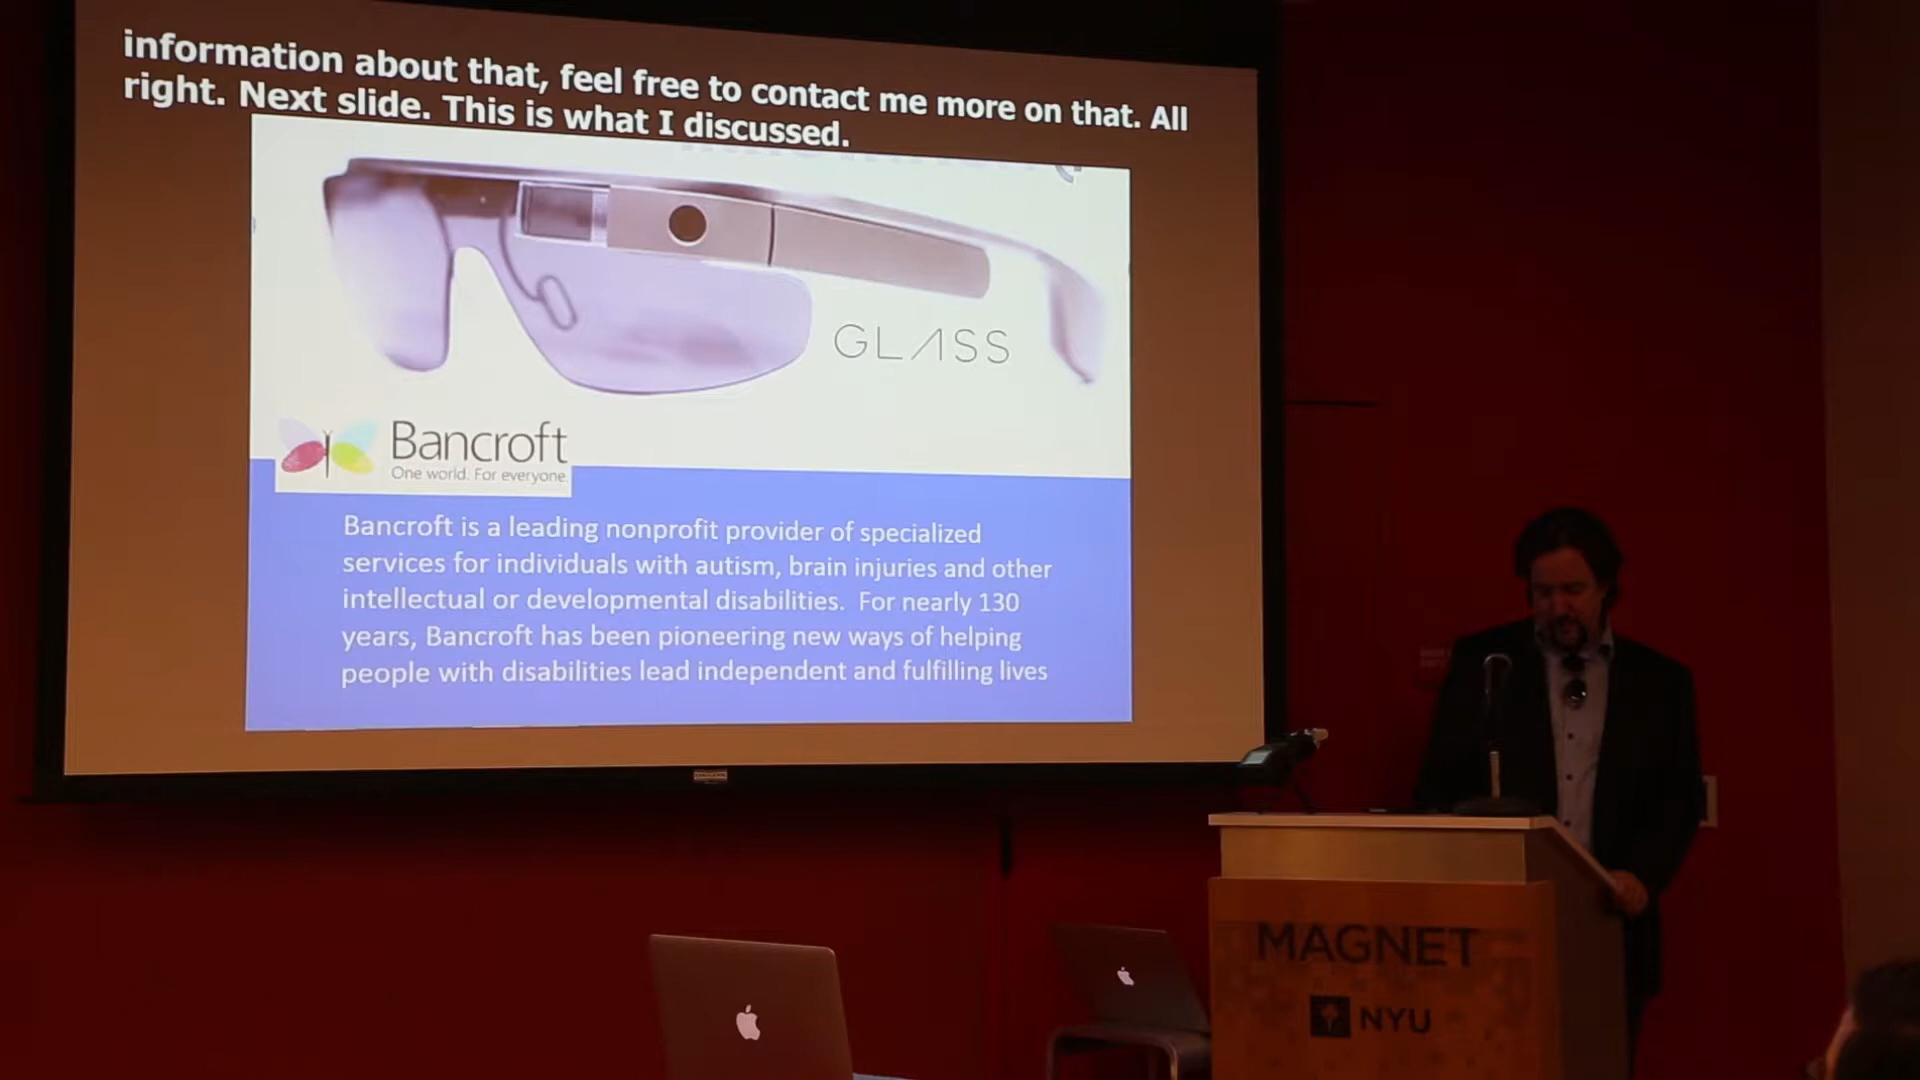 information about that, feel free to contact me more on that. All
right. Next slide. This is what I discussed.
GLASS
Bancroft
One world. For everyone.
Bancroft is a leading nonprofit provider of specialized
services for individuals with autism, brain injuries and other
intellectual or developmental disabilities. For nearly 130
years, Bancroft has been pioneering new ways of helping
people with disabilities lead independent and fulfilling lives
MAGNET
NYU